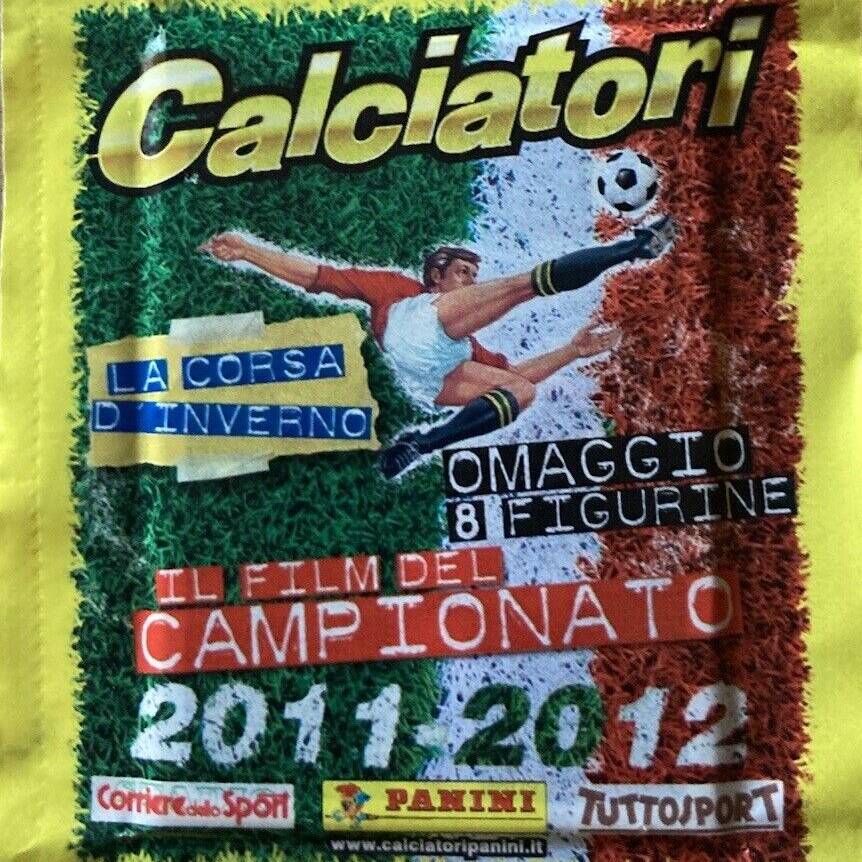 Calciatori
LA CORSA
D'INVERNO
OMAGGIO
8 FIGURINE
IL FILM DEL
CAMPIONATO
2011-2012
Corriere dello Sport
PANINI
TUTTOSPORT
www.calciatoripanini.it